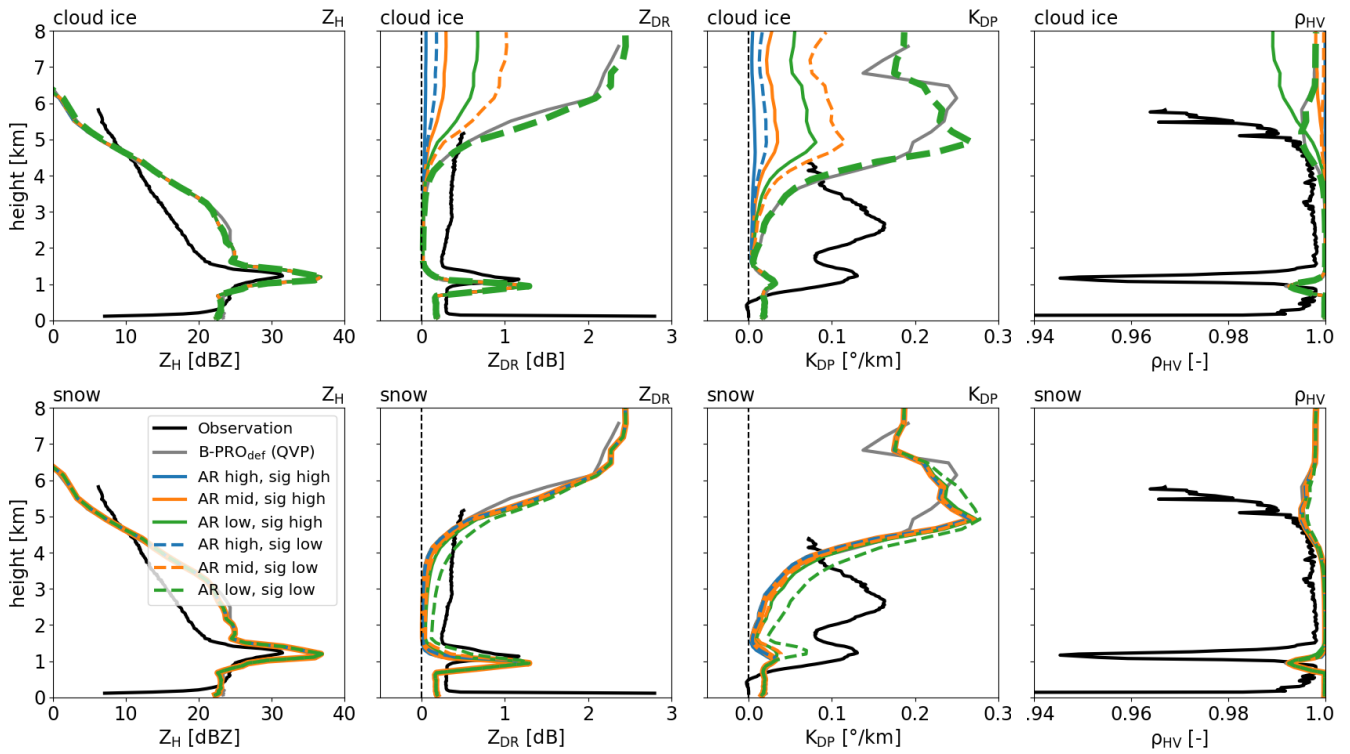 cloud ice Z_H cloud ice Z_DR cloud ice K_DP cloud ice ρ_HV
8
7
6
5
4
3
2
1
0
height [km]
0 10 20 30 40 0 1 2 3 0.0 0.1 0.2 0.3 .94 0.96 0.98 1.0
Z_H [dBZ] Z_DR [dB] K_DP [°/km] ρ_HV [-]
snow Z_H snow Z_DR snow K_DP snow ρ_HV
8
7
6
5
4
3
2
1
0
height [km]
Observation
B-PRO_def (QVP)
AR high, sig high
AR mid, sig high
AR low, sig high
AR high, sig low
AR mid, sig low
AR low, sig low
0 10 20 30 40 0 1 2 3 0.0 0.1 0.2 0.3 .94 0.96 0.98 1.0
Z_H [dBZ] Z_DR [dB] K_DP [°/km] ρ_HV [-]